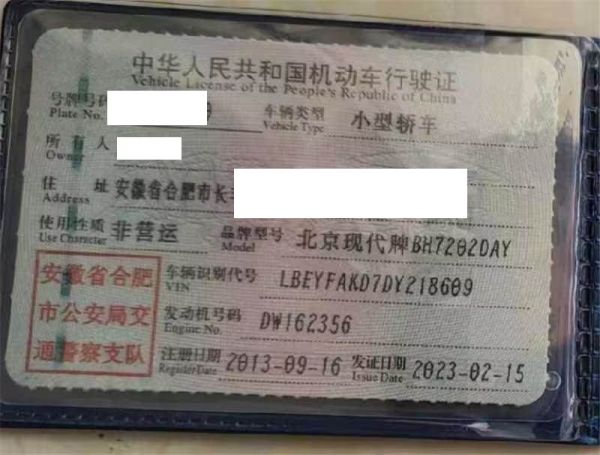 中华人民共和国机动车行驶证
Vehicle License of the People's Republic of China
号牌号码 车辆类型 小型轿车
Plate No. Vehicle Type
所有人
Owner
住址 安徽省合肥市长丰
Address
使用性质 非营运 品牌型号 北京现代牌BH7202DAY
Use Character Model
安徽省合肥 车辆识别代号 LBEYFAKD7DY218609
VIN
市公安局交 发动机号码 DW162356
Engine No.
通警察支队 注册日期 2013-09-16 发证日期 2023-02-15
Register Date Issue Date